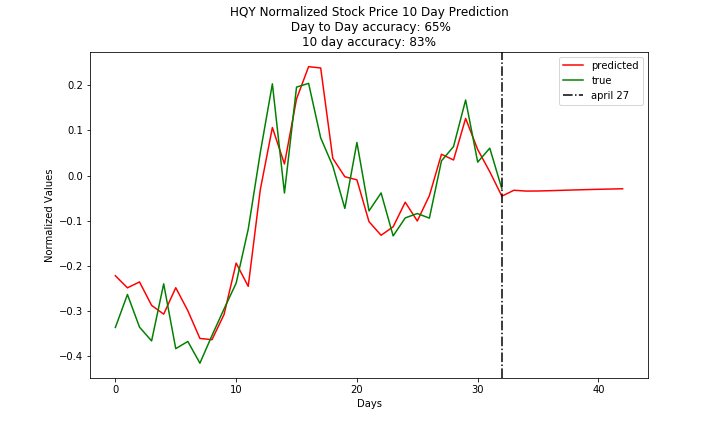 HQY Normalized Stock Price 10 Day Prediction
Day to Day accuracy: 65%
10 day accuracy: 83%
predicted
true
april 27
Normalized Values
0.2
0.1
0.0
−0.1
−0.2
−0.3
−0.4
0 10 20 30 40
Days